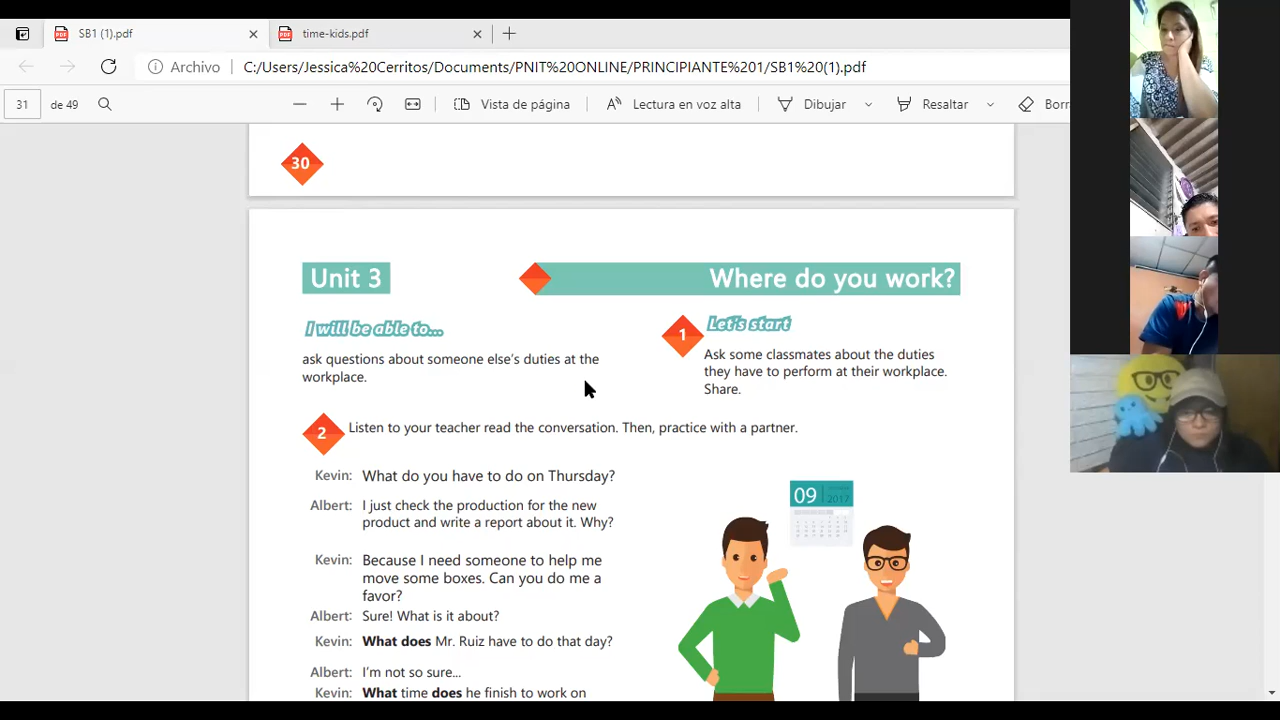 SB1 (1).pdf
time-kids.pdf
Archivo
C:/Users/Jessica%20Cerritos/Documents/PNIT%20ONLINE/PRINCIPIANTE%201/SB1%20(1).pdf
31 de 49
Vista de página
Lectura en voz alta
Dibujar
Resaltar
Borr
30
Unit 3
Where do you work?
I will be able to...
ask questions about someone else's duties at the
workplace.
1
Let's start
Ask some classmates about the duties
they have to perform at their workplace.
Share.
2
Listen to your teacher read the conversation. Then, practice with a partner.
Kevin: What do you have to do on Thursday?
Albert: I just check the production for the new
product and write a report about it. Why?
Kevin: Because I need someone to help me
move some boxes. Can you do me a
favor?
Albert: Sure! What is it about?
Kevin: What does Mr. Ruiz have to do that day?
Albert: I'm not so sure...
Kevin: What time does he finish to work on
09
2017